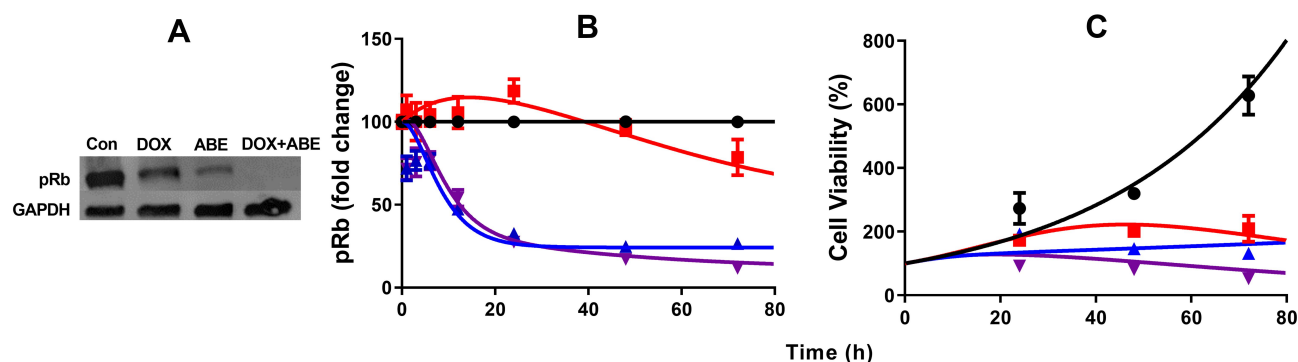 A
Con DOX ABE DOX+ABE
pRb
GAPDH
B
pRb (fold change)
150
100
50
0
0 20 40 60 80
C
Cell Viability (%)
800
600
400
200
0
0 20 40 60 80
Time (h)